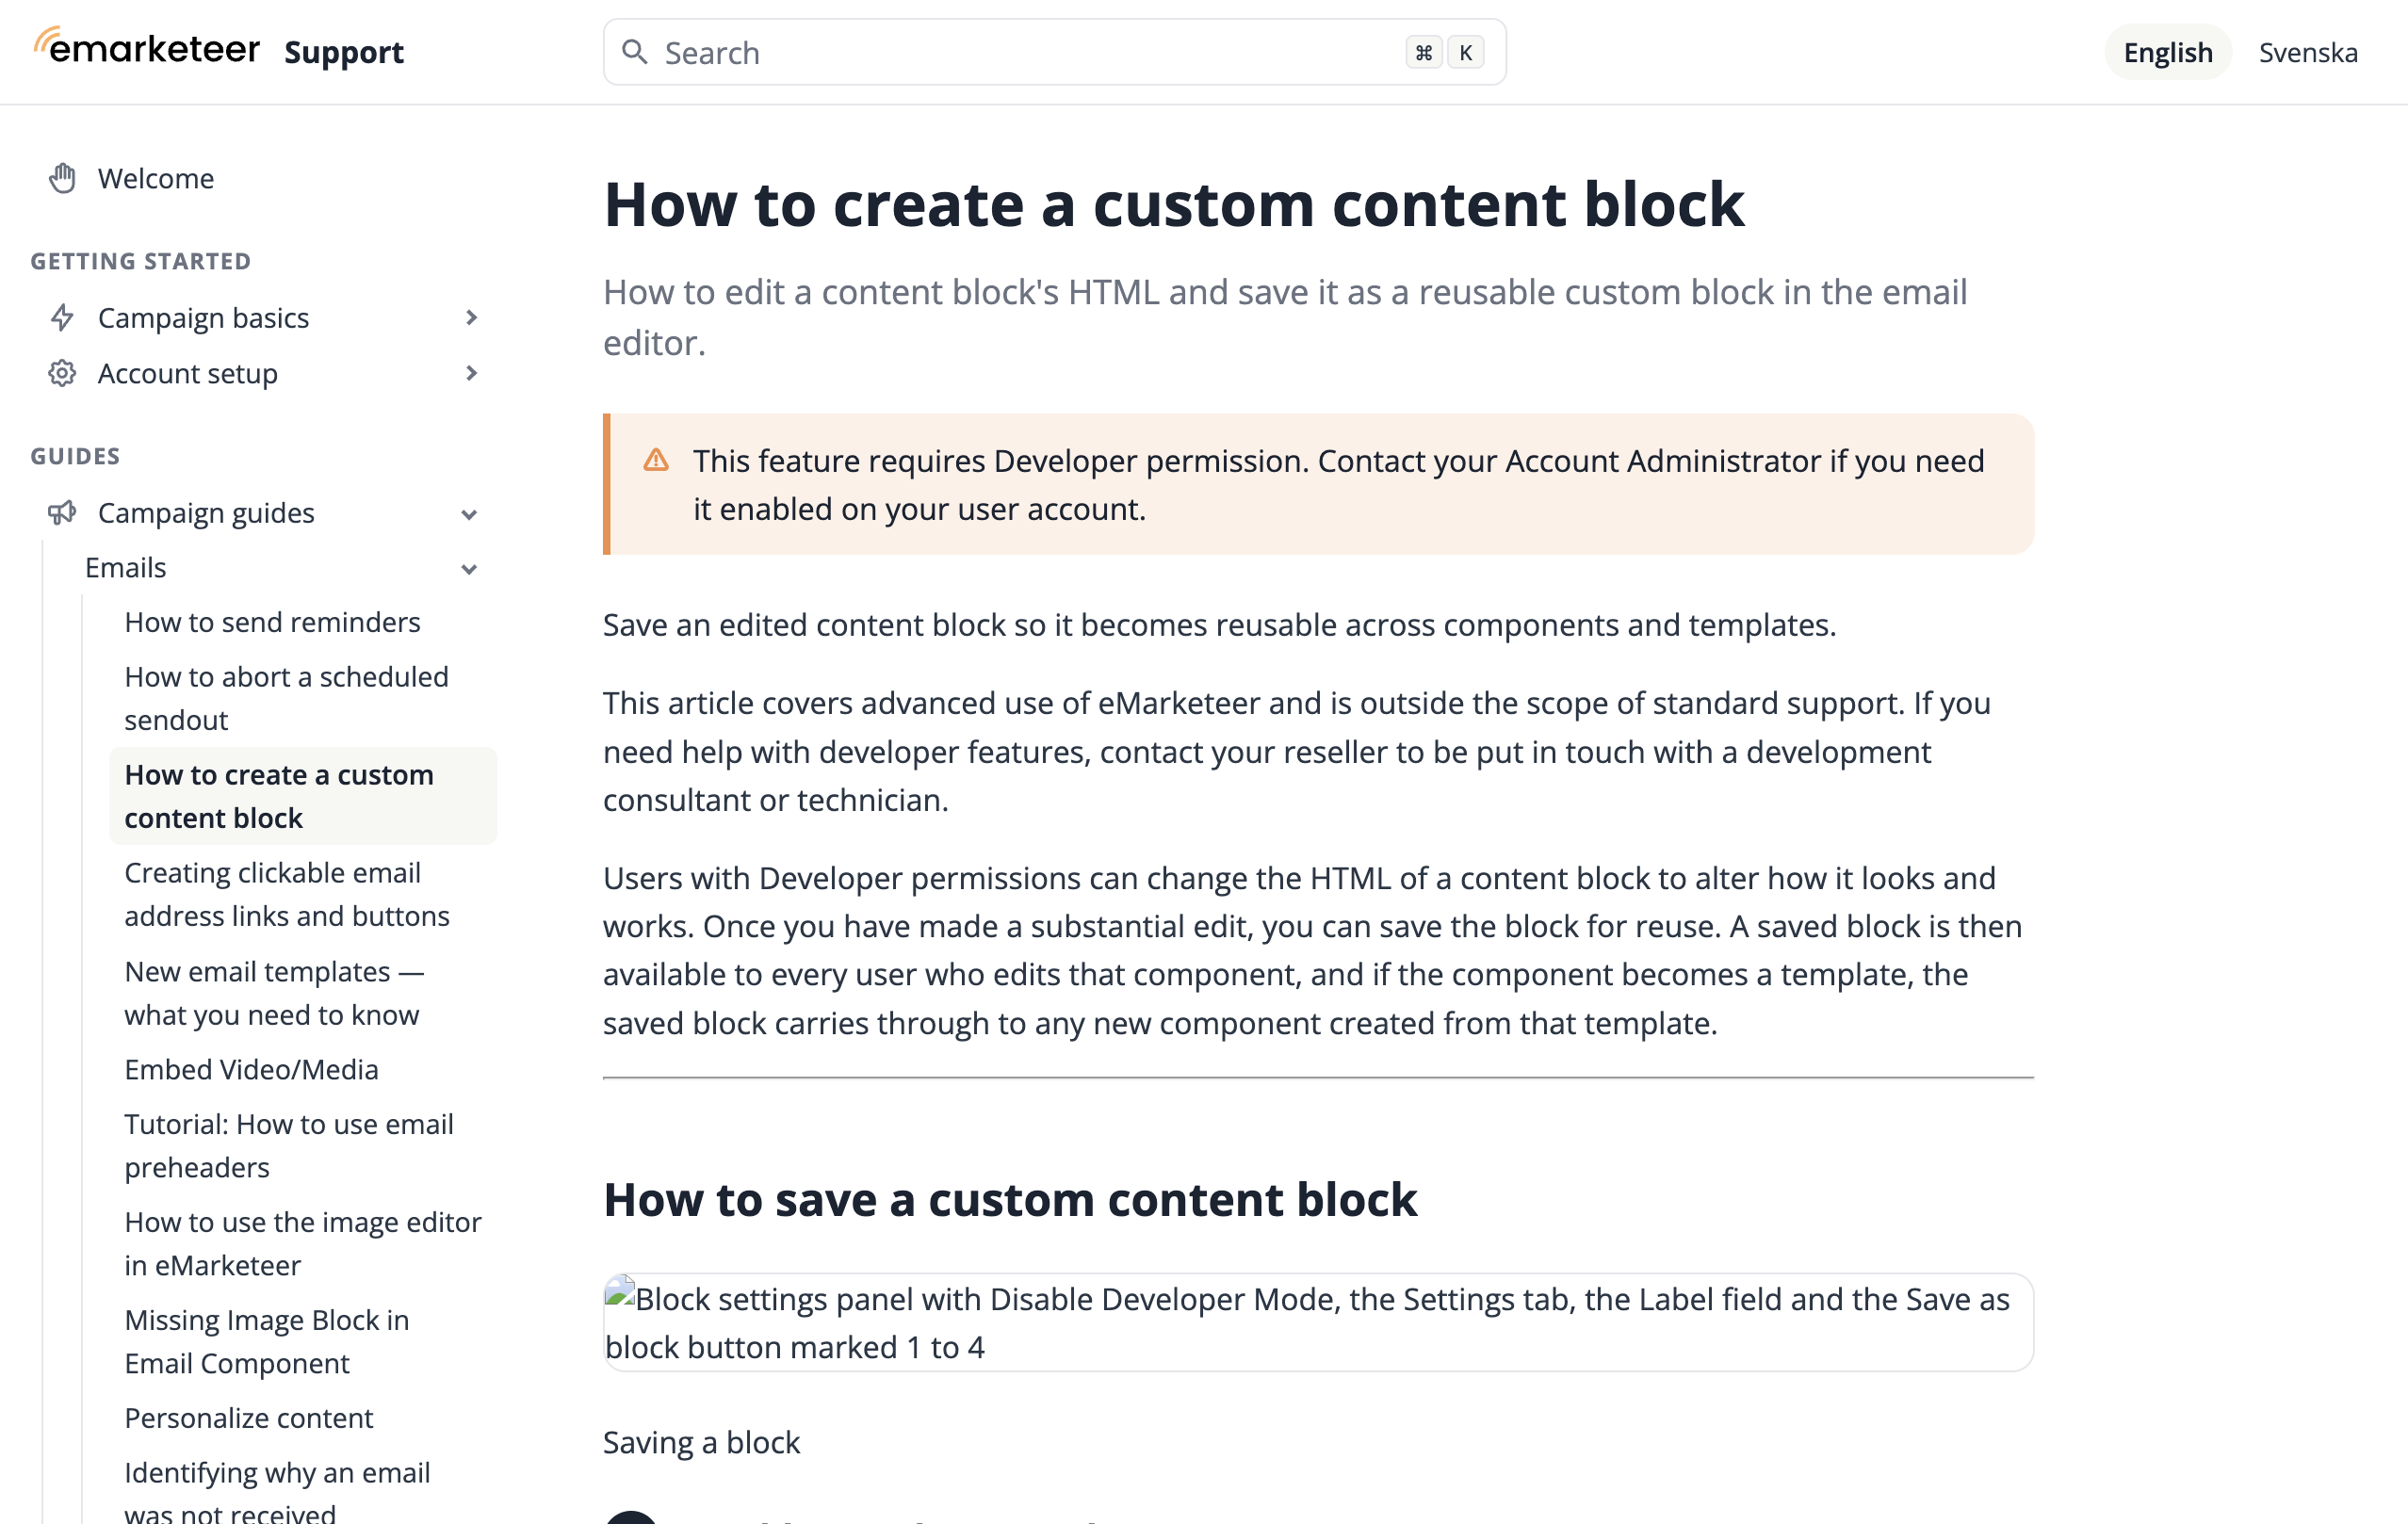 emarketeer Support
Search
⌘ K
English
Svenska
Welcome
GETTING STARTED
Campaign basics
Account setup
GUIDES
Campaign guides
Emails
How to send reminders
How to abort a scheduled
sendout
How to create a custom
content block
Creating clickable email
address links and buttons
New email templates —
what you need to know
Embed Video/Media
Tutorial: How to use email
preheaders
How to use the image editor
in eMarketeer
Missing Image Block in
Email Component
Personalize content
Identifying why an email
was not received
How to create a custom content block
How to edit a content block's HTML and save it as a reusable custom block in the email
editor.
This feature requires Developer permission. Contact your Account Administrator if you need
it enabled on your user account.
Save an edited content block so it becomes reusable across components and templates.
This article covers advanced use of eMarketeer and is outside the scope of standard support. If you
need help with developer features, contact your reseller to be put in touch with a development
consultant or technician.
Users with Developer permissions can change the HTML of a content block to alter how it looks and
works. Once you have made a substantial edit, you can save the block for reuse. A saved block is then
available to every user who edits that component, and if the component becomes a template, the
saved block carries through to any new component created from that template.
How to save a custom content block
Block settings panel with Disable Developer Mode, the Settings tab, the Label field and the Save as
block button marked 1 to 4
Saving a block